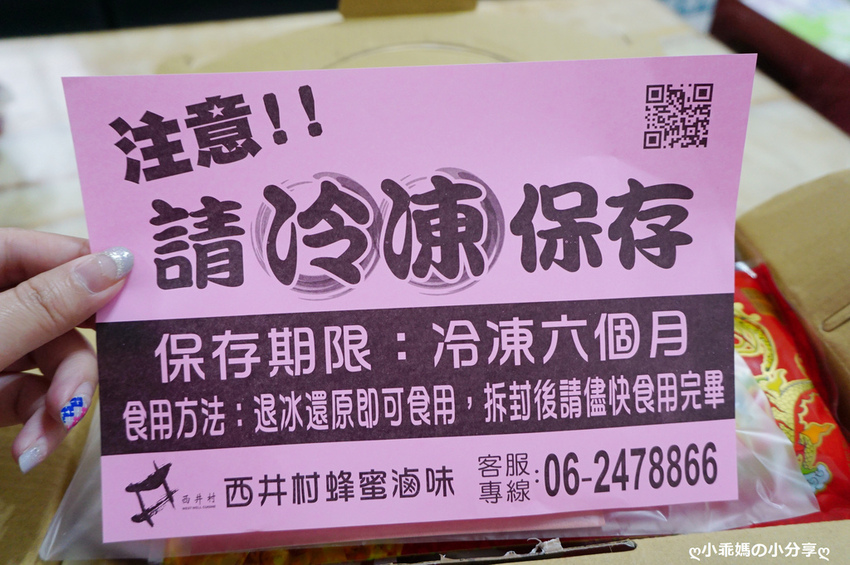 注意!!
請冷凍保存
保存期限：冷凍六個月
食用方法：退冰還原即可食用，拆封後請儘快食用完畢
西井村
西井村蜂蜜滷味
客服專線：06-2478866
ღ小乖媽の小分享ღ